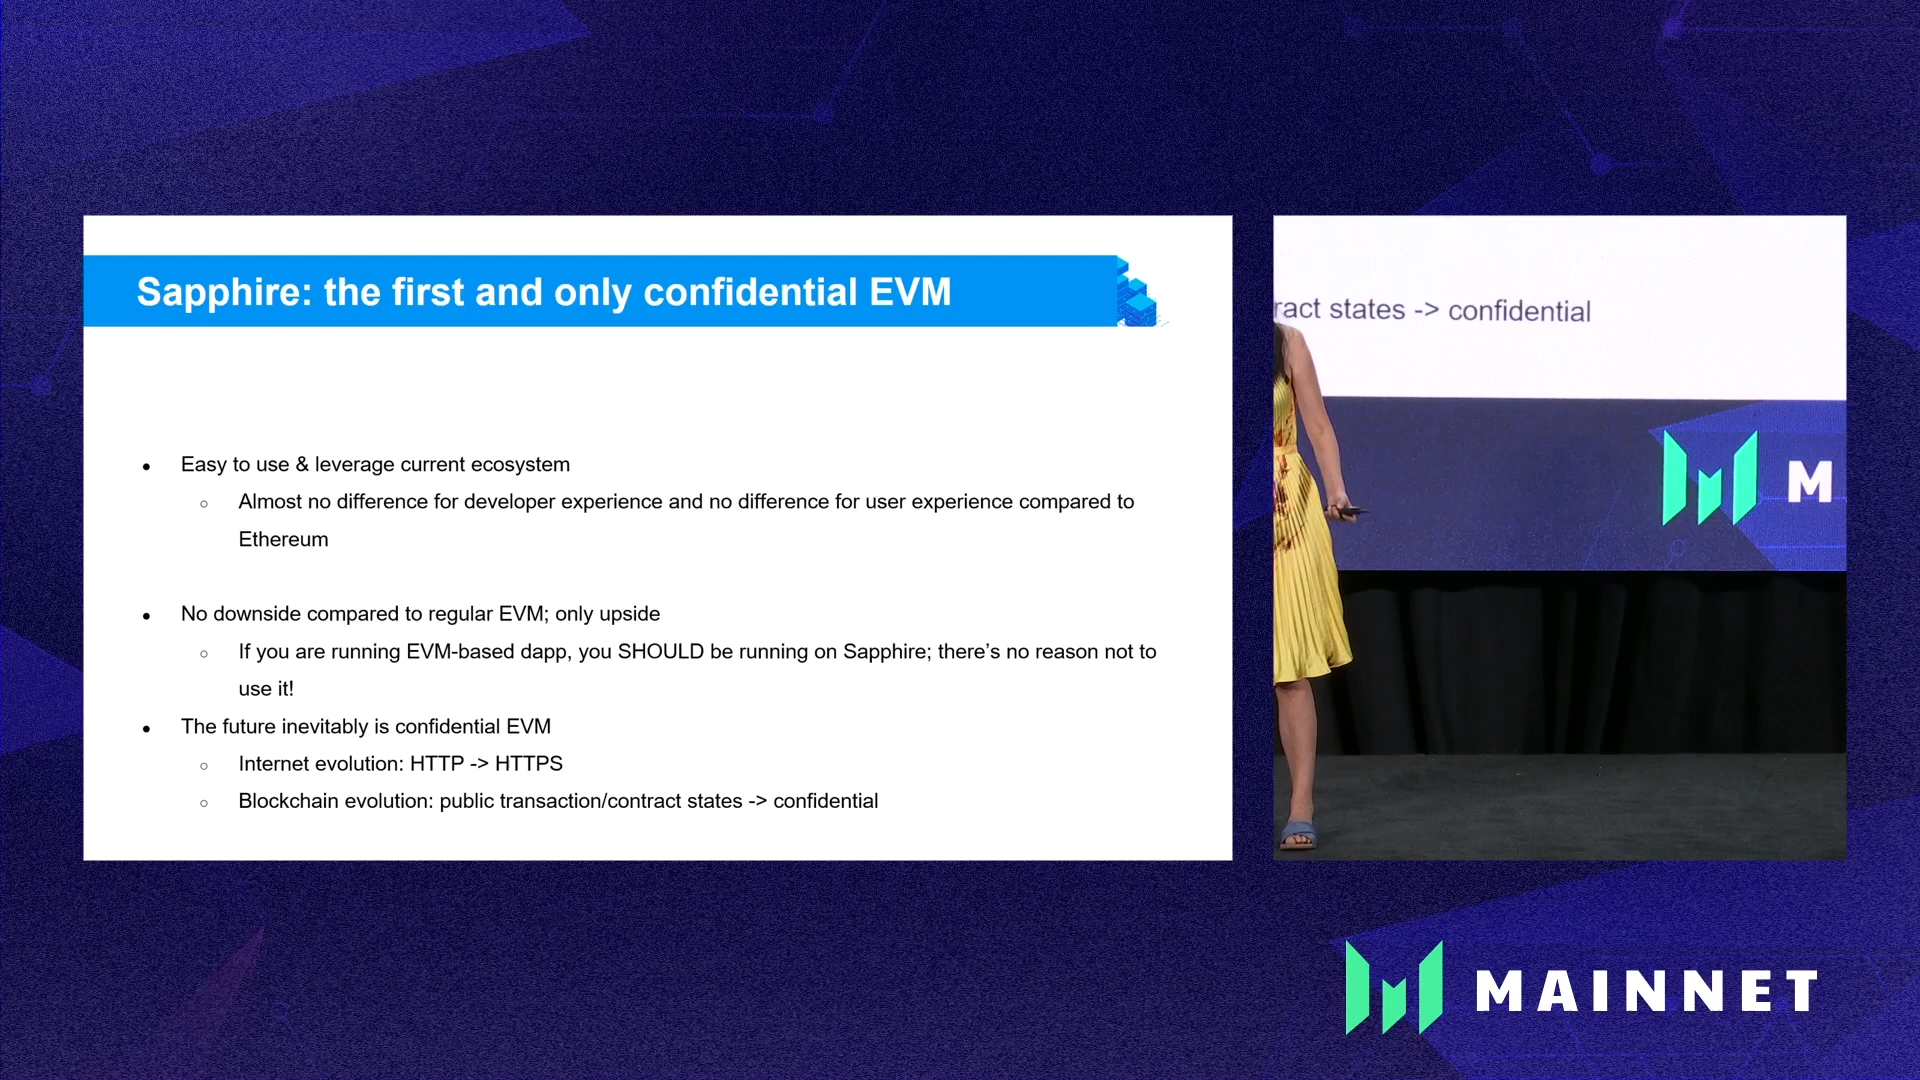 Sapphire: the first and only confidential EVM
Easy to use & leverage current ecosystem
Almost no difference for developer experience and no difference for user experience compared to
Ethereum
No downside compared to regular EVM; only upside
If you are running EVM-based dapp, you SHOULD be running on Sapphire; there’s no reason not to
use it!
The future inevitably is confidential EVM
Internet evolution: HTTP -> HTTPS
Blockchain evolution: public transaction/contract states -> confidential
ract states -> confidential
M
MAINNET